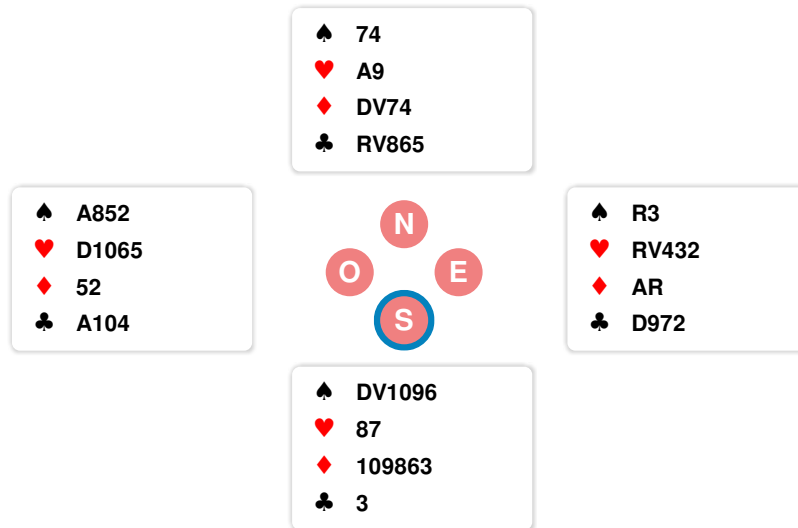 ♠ 74
♥ A9
♦ DV74
♣ RV865
♠ A852
♥ D1065
♦ 52
♣ A104
N
O E
S
♠ R3
♥ RV432
♦ AR
♣ D972
♠ DV1096
♥ 87
♦ 109863
♣ 3